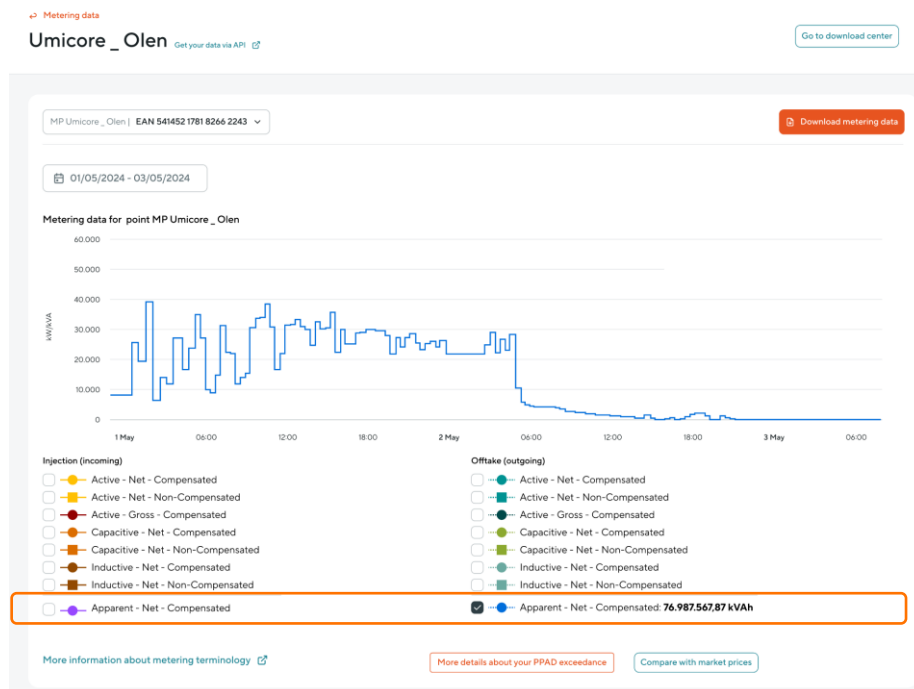 Metering data
Umicore _ Olen Get your data via API
Go to download center
MP Umicore _ Olen | EAN 541452 1781 8266 2243
Download metering data
01/05/2024 - 03/05/2024
Metering data for point MP Umicore _ Olen
60.000
50.000
40.000
30.000
20.000
10.000
0
kW/kVA
1 May 06:00 12:00 18:00 2 May 06:00 12:00 18:00 3 May 06:00
Injection (incoming)
Active - Net - Compensated
Active - Net - Non-Compensated
Active - Gross - Compensated
Capacitive - Net - Compensated
Capacitive - Net - Non-Compensated
Inductive - Net - Compensated
Inductive - Net - Non-Compensated
Apparent - Net - Compensated
Offtake (outgoing)
Active - Net - Compensated
Active - Net - Non-Compensated
Active - Gross - Compensated
Capacitive - Net - Compensated
Capacitive - Net - Non-Compensated
Inductive - Net - Compensated
Inductive - Net - Non-Compensated
Apparent - Net - Compensated: 76.987.567,87 kVAh
More information about metering terminology
More details about your PPAD exceedance
Compare with market prices